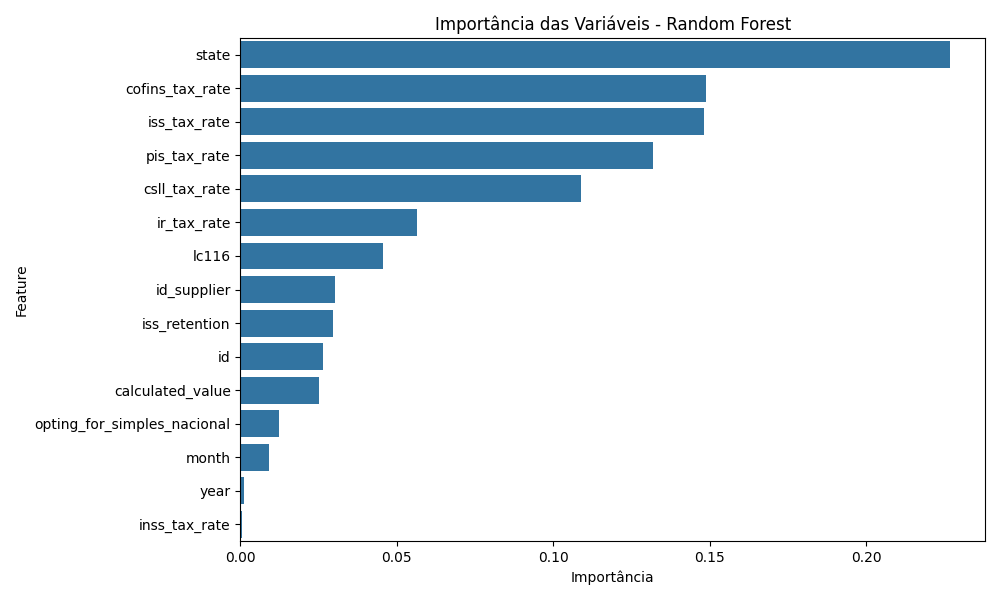 Importância das Variáveis - Random Forest
state
cofins_tax_rate
iss_tax_rate
pis_tax_rate
csll_tax_rate
ir_tax_rate
lc116
id_supplier
iss_retention
id
calculated_value
opting_for_simples_nacional
month
year
inss_tax_rate
Feature
0.00 0.05 0.10 0.15 0.20
Importância